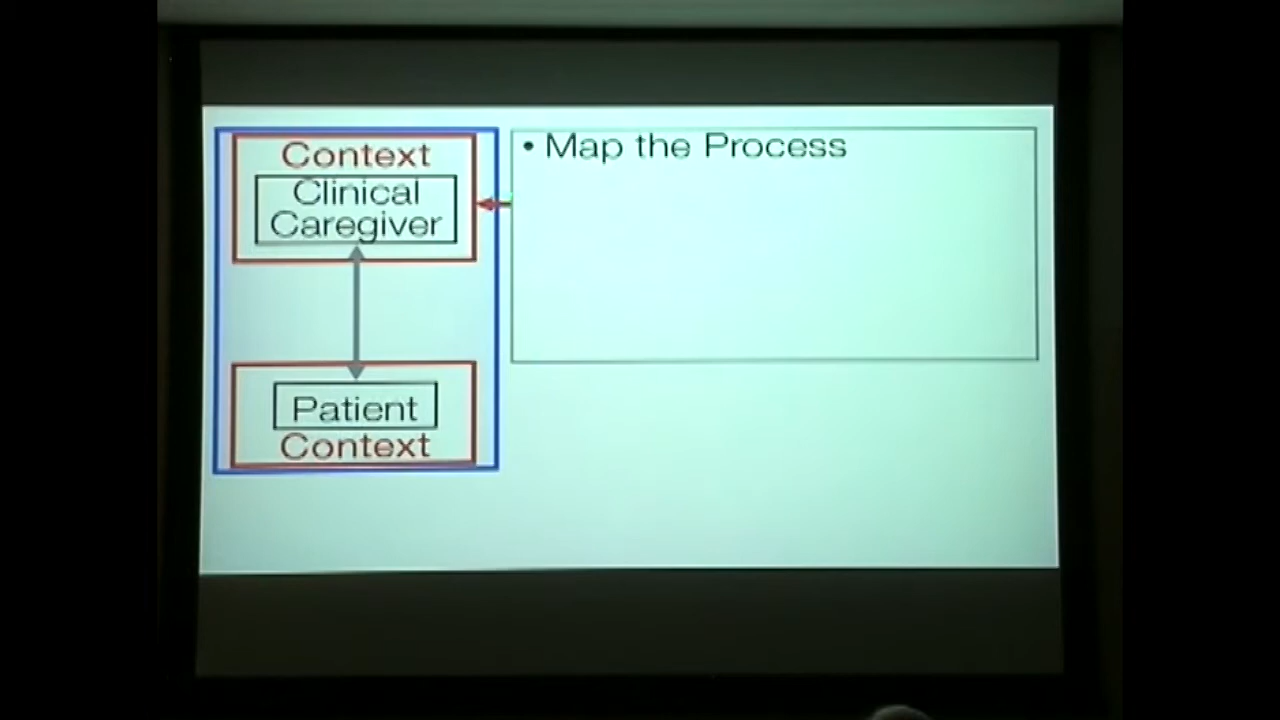 Context
Clinical
Caregiver
Patient
Context
• Map the Process